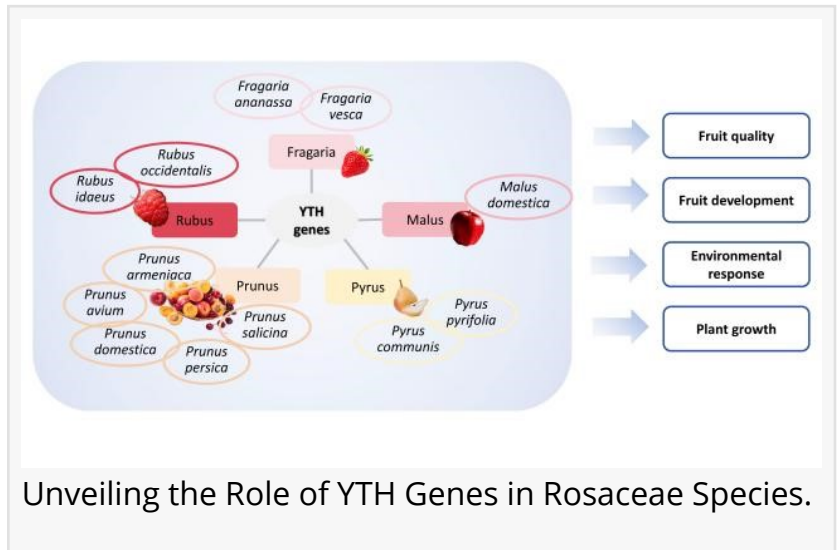 Fragaria
ananassa
Fragaria
vesca
Fragaria
Rubus
occidentalis
Rubus
idaeus
Rubus
YTH
genes
Malus
Malus
domestica
Prunus
Prunus
armeniaca
Prunus
avium
Prunus
salicina
Prunus
domestica
Prunus
persica
Pyrus
Pyrus
pyrifolia
Pyrus
communis
Fruit quality
Fruit development
Environmental
response
Plant growth
Unveiling the Role of YTH Genes in Rosaceae Species.